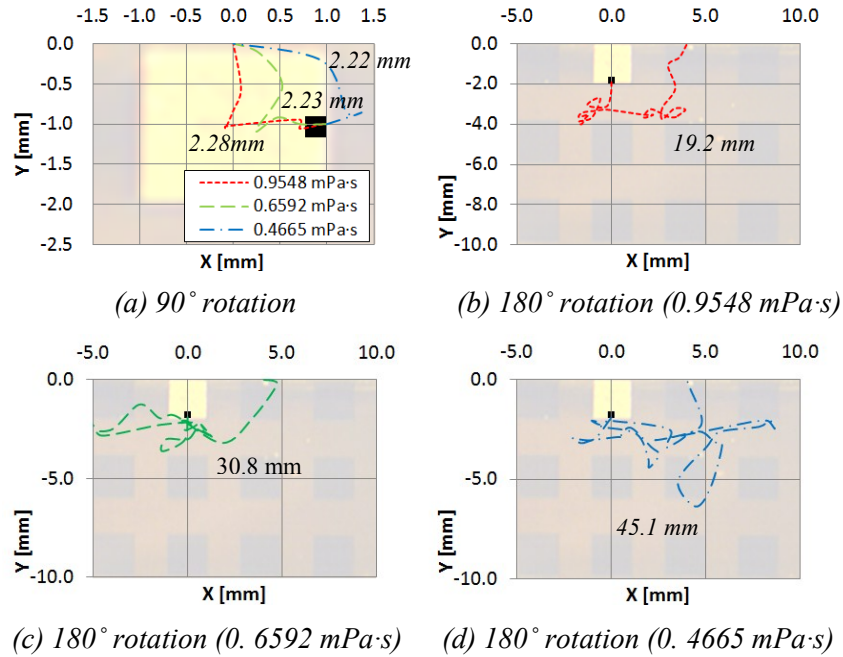 -1.5 -1.0 -0.5 0.0 0.5 1.0 1.5
0.0
-0.5
-1.0
-1.5
-2.0
-2.5
Y [mm]
2.22 mm
2.23 mm
2.28mm
0.9548 mPa·s
0.6592 mPa·s
0.4665 mPa·s
X [mm]
(a) 90˚ rotation
-5.0 0.0 5.0 10.0
0.0
-2.0
-4.0
-6.0
-8.0
-10.0
Y [mm]
19.2 mm
X [mm]
(b) 180˚ rotation (0.9548 mPa·s)
-5.0 0.0 5.0 10.0
0.0
-5.0
-10.0
Y [mm]
30.8 mm
X [mm]
(c) 180˚ rotation (0. 6592 mPa·s)
-5.0 0.0 5.0 10.0
0.0
-5.0
-10.0
Y [mm]
45.1 mm
X [mm]
(d) 180˚ rotation (0. 4665 mPa·s)